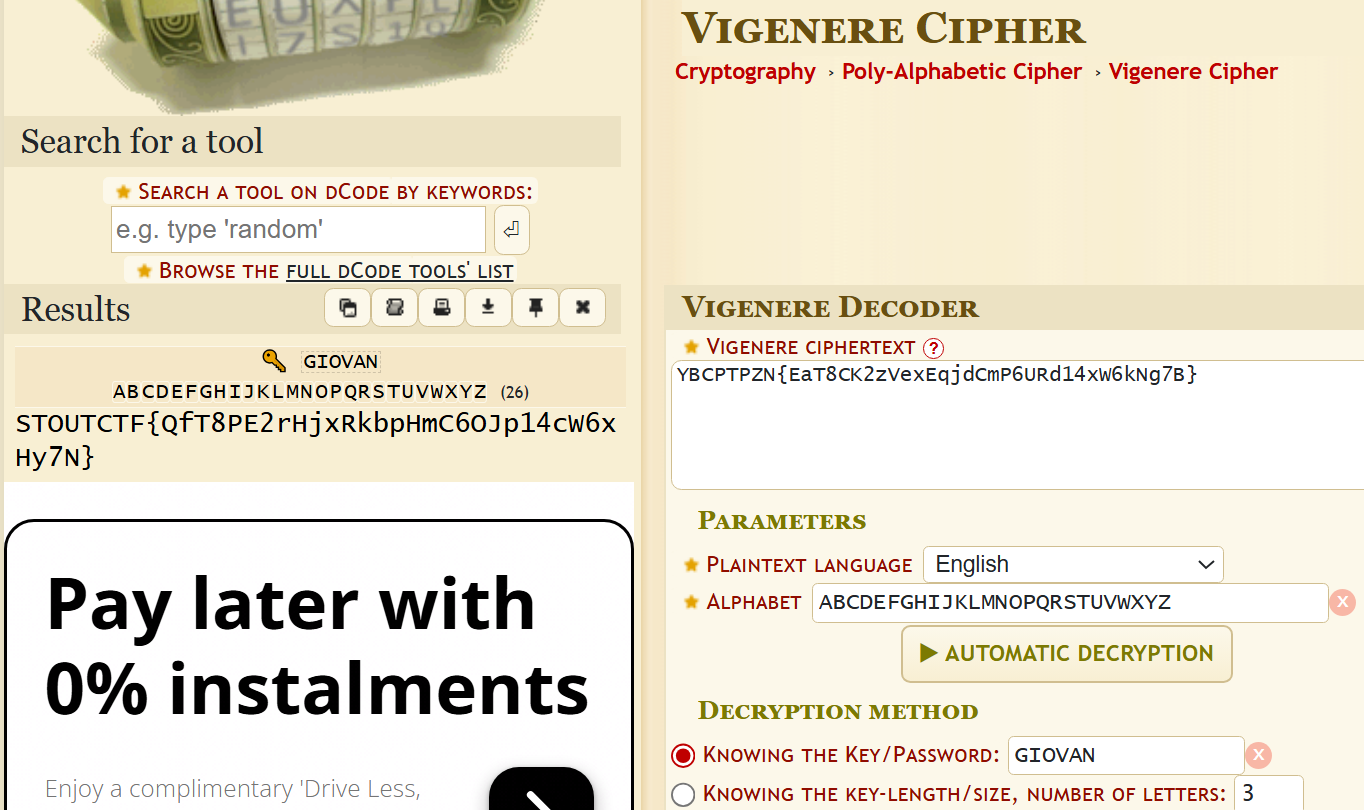 Search for a tool
SEARCH A TOOL ON DCODE BY KEYWORDS:
e.g. type 'random'
BROWSE THE FULL DCODE TOOLS' LIST
Results
GIOVAN
ABCDEFGHIJKLMNOPQRSTUVWXYZ (26)
STOUTCTF{QfT8PE2rHjxRkbpHmC6OJp14cW6x
Hy7N}
Pay later with
0% instalments
Enjoy a complimentary 'Drive Less,
VIGENERE CIPHER
Cryptography › Poly-Alphabetic Cipher › Vigenere Cipher
VIGENERE DECODER
VIGENERE CIPHERTEXT ?
YBCPTPZN{EaT8CK2zVexEqjdCmP6URd14xW6kNg7B}
PARAMETERS
PLAINTEXT LANGUAGE English
ALPHABET ABCDEFGHIJKLMNOPQRSTUVWXYZ X
▶ AUTOMATIC DECRYPTION
DECRYPTION METHOD
KNOWING THE KEY/PASSWORD: GIOVAN X
KNOWING THE KEY-LENGTH/SIZE, NUMBER OF LETTERS: 3